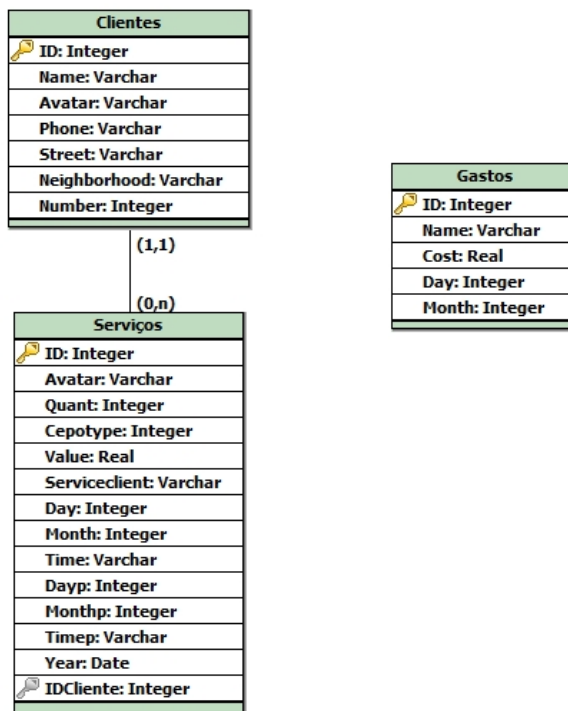 Clientes
ID: Integer
Name: Varchar
Avatar: Varchar
Phone: Varchar
Street: Varchar
Neighborhood: Varchar
Number: Integer
(1,1)
(0,n)
Serviços
ID: Integer
Avatar: Varchar
Quant: Integer
Cepotype: Integer
Value: Real
Serviceclient: Varchar
Day: Integer
Month: Integer
Time: Varchar
Dayp: Integer
Monthp: Integer
Timep: Varchar
Year: Date
IDCliente: Integer
Gastos
ID: Integer
Name: Varchar
Cost: Real
Day: Integer
Month: Integer